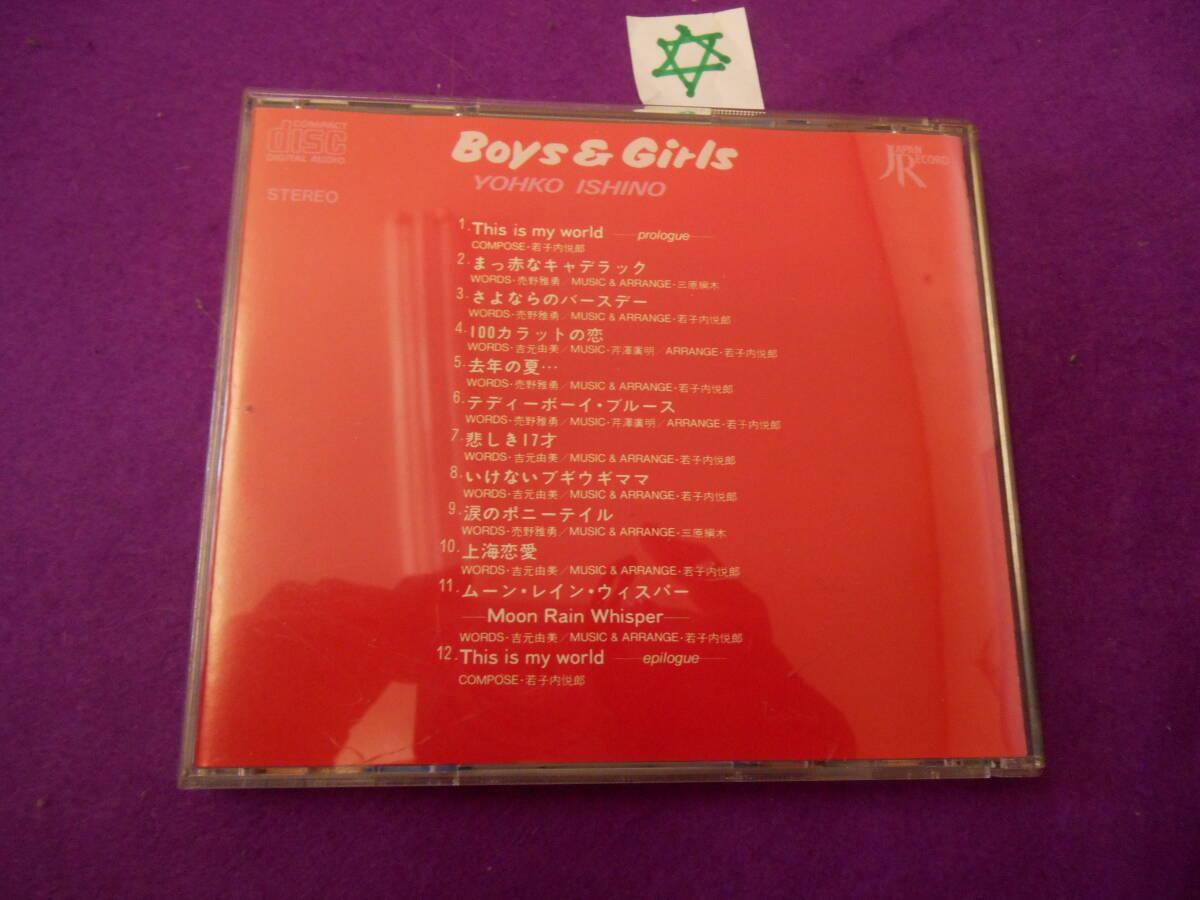 COMPACT
disc
DIGITAL AUDIO
STEREO
Boys & Girls
YOHKO ISHINO
JAPAN
RECORD
1. This is my world —prologue—
COMPOSE・若子内悦郎
2. まっ赤なキャデラック
WORDS・売野雅勇/MUSIC & ARRANGE・三原綱木
3. さよならのバースデー
WORDS・売野雅勇/MUSIC & ARRANGE・若子内悦郎
4. 100カラットの恋
WORDS・吉元由美/MUSIC・芹澤廣明/ARRANGE・若子内悦郎
5. 去年の夏…
WORDS・売野雅勇/MUSIC & ARRANGE・若子内悦郎
6. テディーボーイ・ブルース
WORDS・売野雅勇/MUSIC・芹澤廣明/ARRANGE・若子内悦郎
7. 悲しき17才
WORDS・吉元由美/MUSIC & ARRANGE・若子内悦郎
8. いけないブギウギママ
WORDS・吉元由美/MUSIC & ARRANGE・若子内悦郎
9. 涙のポニーテイル
WORDS・売野雅勇/MUSIC & ARRANGE・三原綱木
10. 上海恋愛
WORDS・吉元由美/MUSIC & ARRANGE・若子内悦郎
11. ムーン・レイン・ウィスパー
—Moon Rain Whisper—
WORDS・吉元由美/MUSIC & ARRANGE・若子内悦郎
12. This is my world —epilogue—
COMPOSE・若子内悦郎